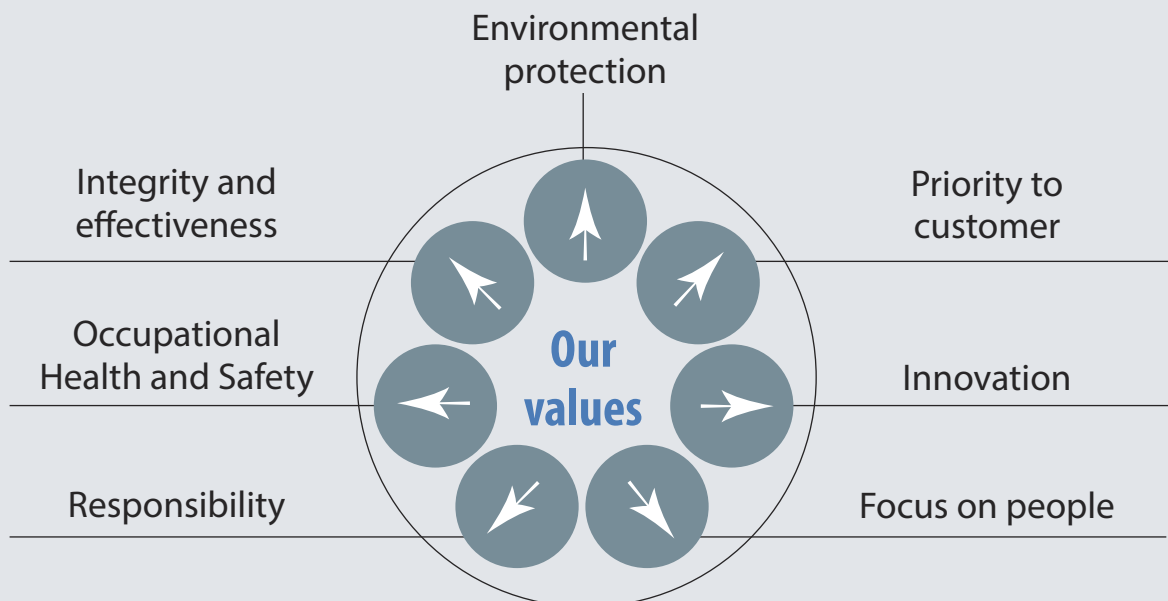 Environmental
protection
Integrity and
effectiveness
Priority to
customer
Occupational
Health and Safety
Our
values
Innovation
Responsibility
Focus on people